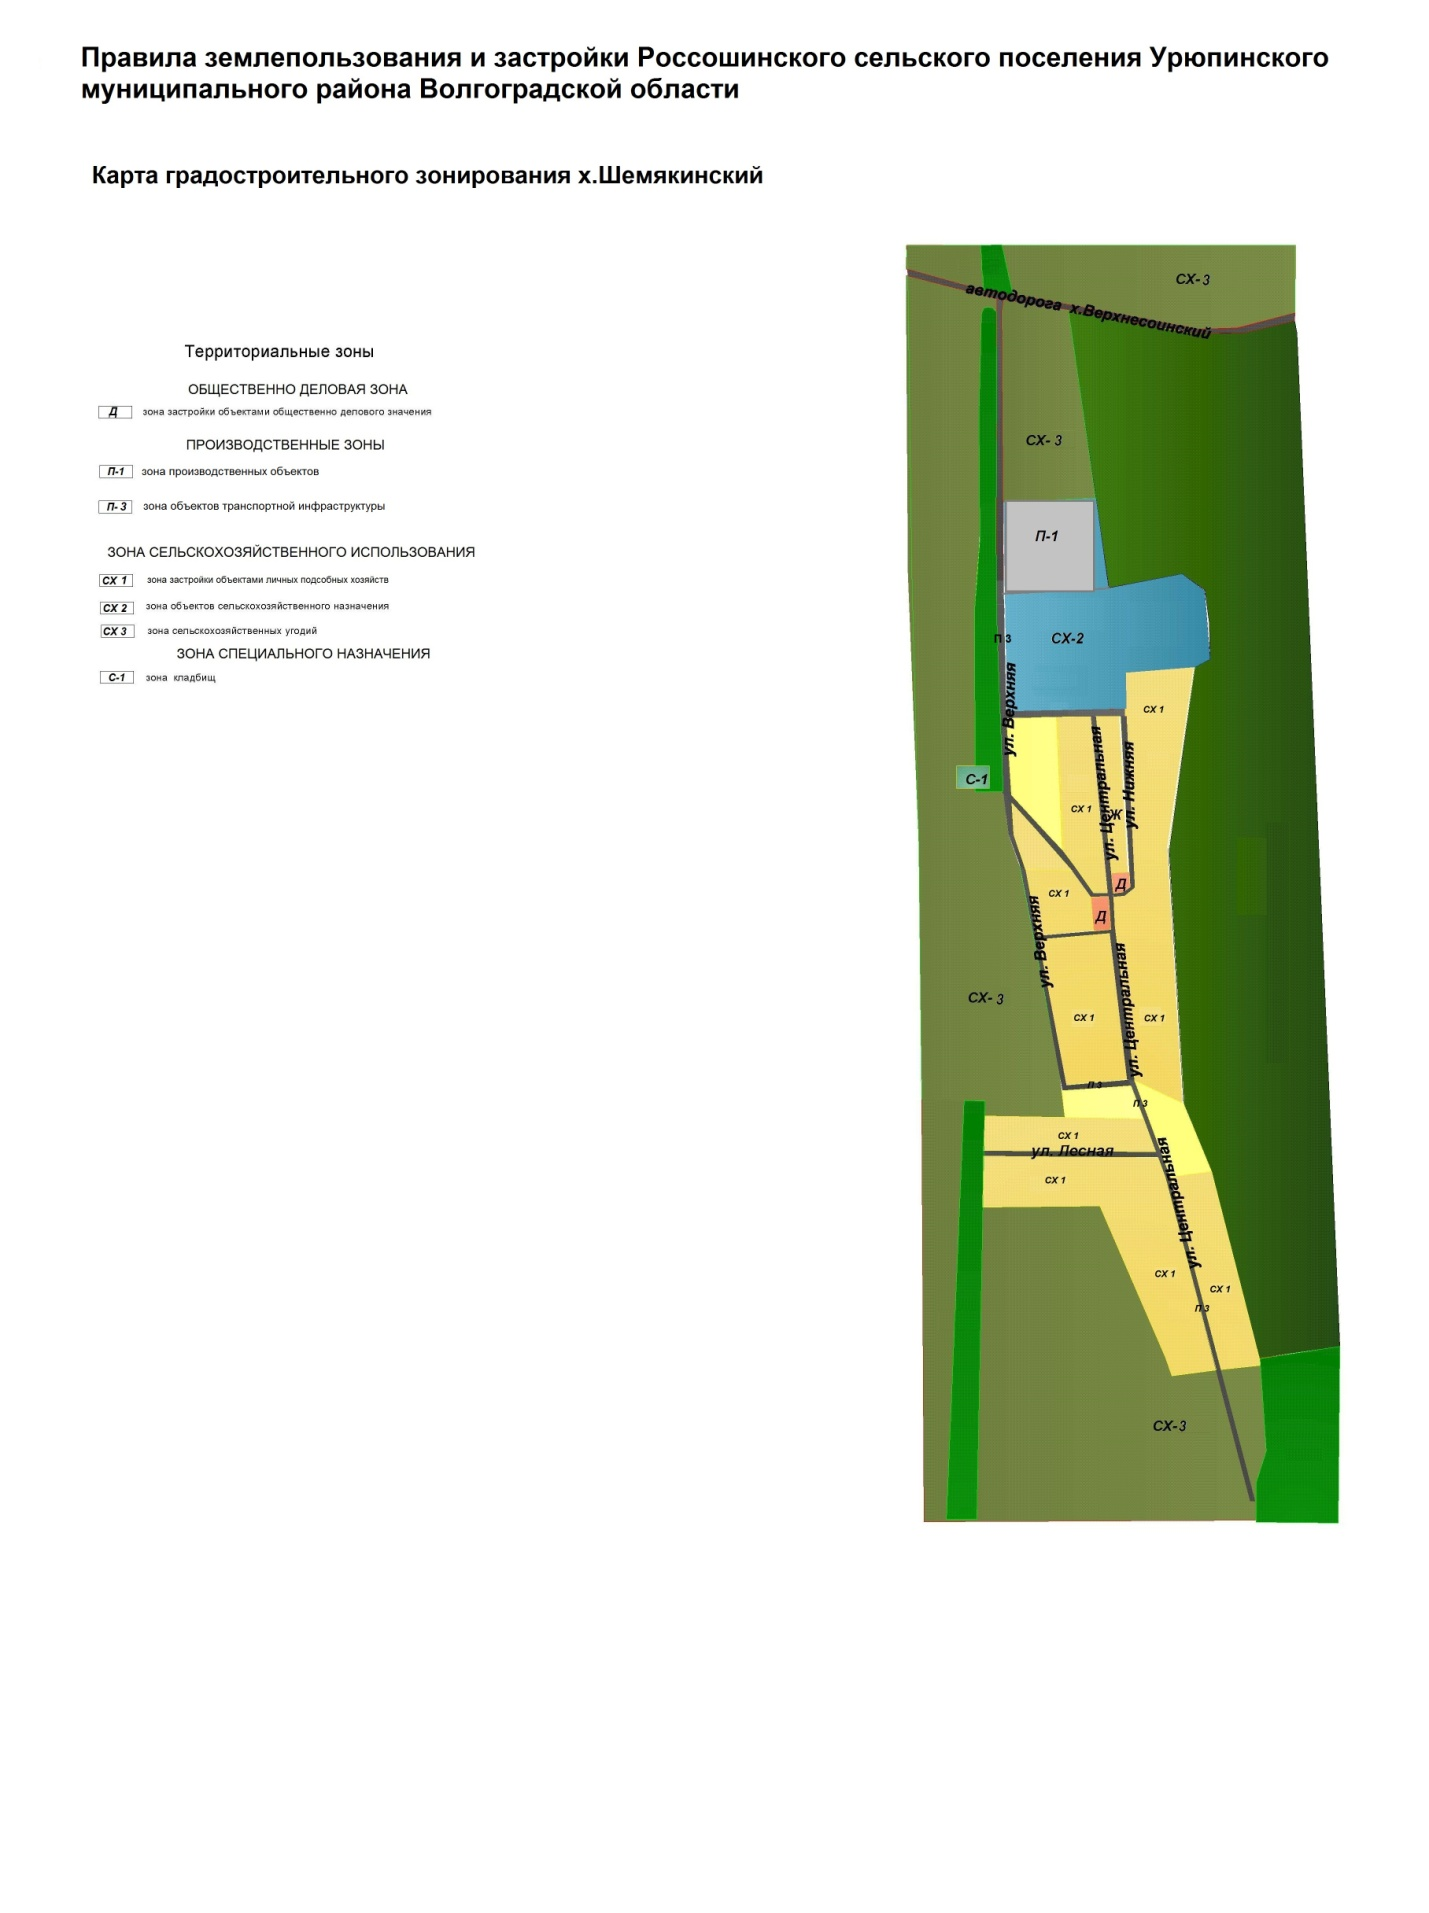 Правила землепользования и застройки Россошинского сельского поселения Урюпинского
муниципального района Волгоградской области
Карта градостроительного зонирования х.Шемякинский
Территориальные зоны
ОБЩЕСТВЕННО ДЕЛОВАЯ ЗОНА
Д зона застройки объектами общественно делового значения
ПРОИЗВОДСТВЕННЫЕ ЗОНЫ
П-1 зона производственных объектов
П- 3 зона объектов транспортной инфраструктуры
ЗОНА СЕЛЬСКОХОЗЯЙСТВЕННОГО ИСПОЛЬЗОВАНИЯ
СХ 1 зона застройки объектами личных подсобных хозяйств
СХ 2 зона объектов сельскохозяйственного назначения
СХ 3 зона сельскохозяйственных угодий
ЗОНА СПЕЦИАЛЬНОГО НАЗНАЧЕНИЯ
С-1 зона кладбищ
СХ- 3
автодорога х.Верхнесоинский
СХ- 3
П-1
П 3
СХ-2
ул. Верхняя
СХ 1
ул. Центральная
ул. Нижняя
С-1
СХ 1
Ж
Д
СХ 1
Д
ул. Верхняя
ул. Центральная
СХ- 3
СХ 1
СХ 1
П 3
П 3
СХ 1
ул. Лесная
СХ 1
ул. Центральная
СХ 1
СХ 1
П 3
СХ- 3